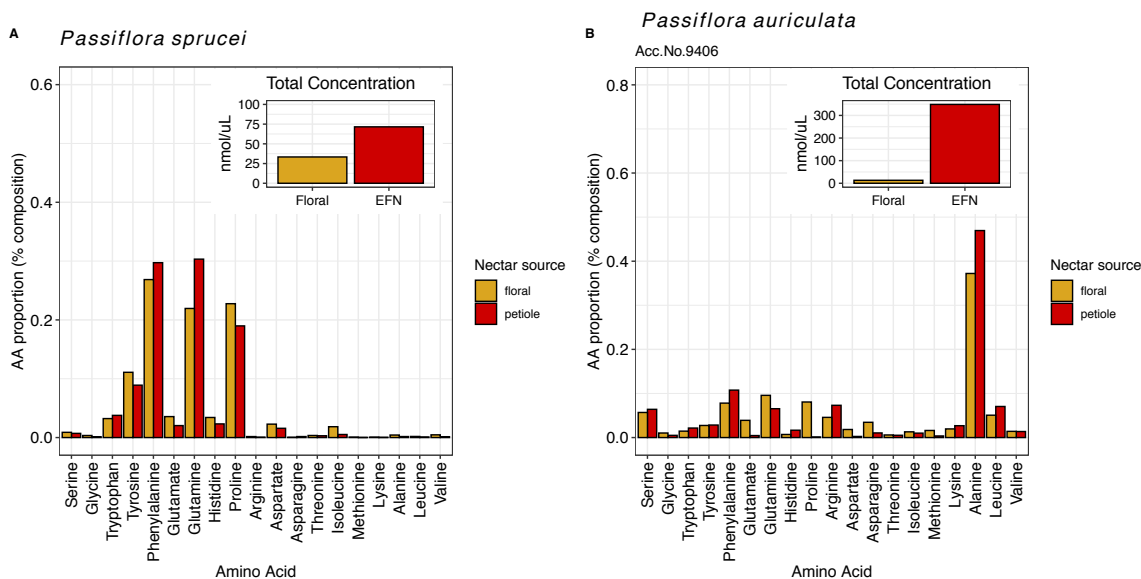 A
Passiflora sprucei
Total Concentration
nmol/uL
100
75
50
25
0
Floral
EFN
AA proportion (% composition)
0.6
0.4
0.2
0.0
Serine
Glycine
Tryptophan
Tyrosine
Phenylalanine
Glutamate
Glutamine
Histidine
Proline
Arginine
Aspartate
Asparagine
Threonine
Isoleucine
Methionine
Lysine
Alanine
Leucine
Valine
Amino Acid
Nectar source
floral
petiole
B
Passiflora auriculata
Acc.No.9406
Total Concentration
nmol/uL
300
200
100
0
Floral
EFN
AA proportion (% composition)
0.8
0.6
0.4
0.2
0.0
Serine
Glycine
Tryptophan
Tyrosine
Phenylalanine
Glutamate
Glutamine
Histidine
Proline
Arginine
Aspartate
Asparagine
Threonine
Isoleucine
Methionine
Lysine
Alanine
Leucine
Valine
Amino Acid
Nectar source
floral
petiole